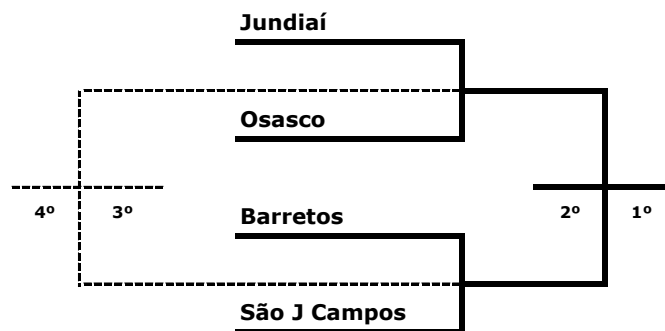 Jundiaí
Osasco
4º 3º
Barretos
2º 1º
São J Campos